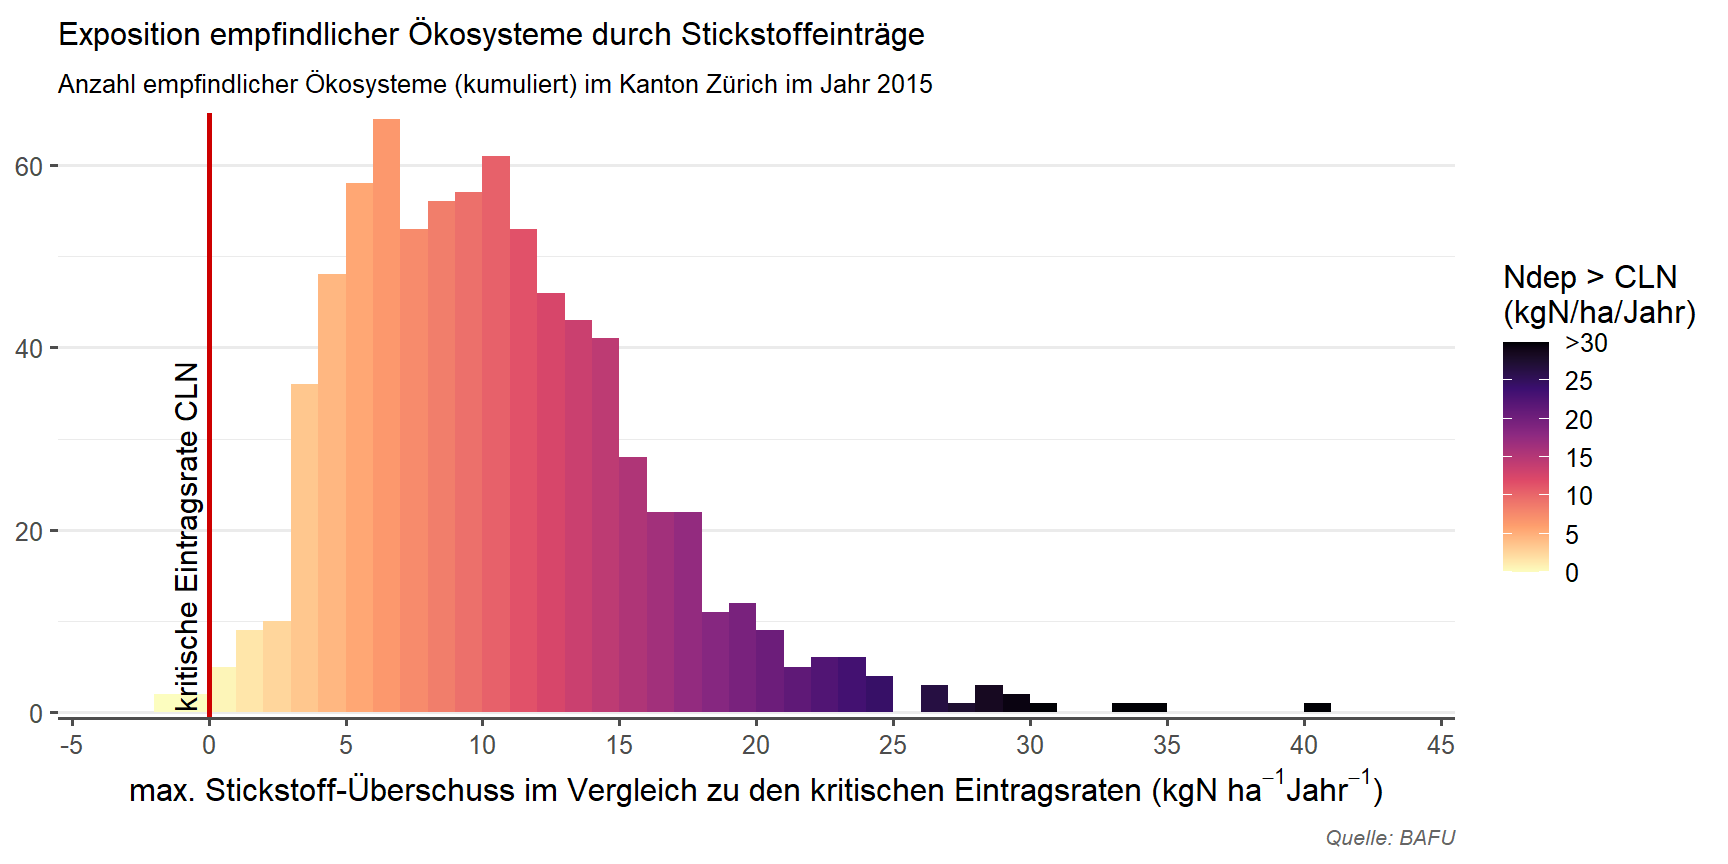 Exposition empfindlicher Ökosysteme durch Stickstoffeinträge
Anzahl empfindlicher Ökosysteme (kumuliert) im Kanton Zürich im Jahr 2015
60
40
20
0
kritische Eintragsrate CLN
-5 0 5 10 15 20 25 30 35 40 45
max. Stickstoff-Überschuss im Vergleich zu den kritischen Eintragsraten (kgN ha⁻¹Jahr⁻¹)
Ndep > CLN
(kgN/ha/Jahr)
>30
25
20
15
10
5
0
Quelle: BAFU